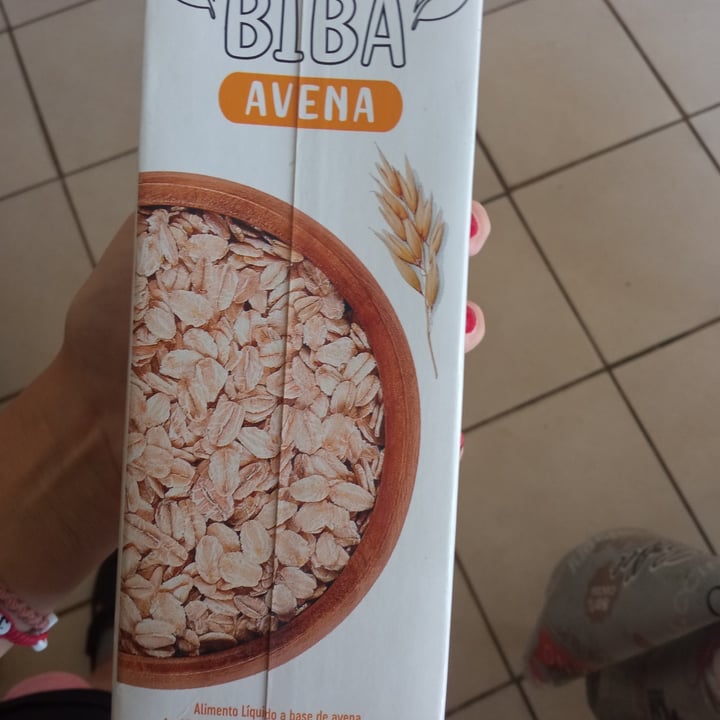 BIBA
AVENA
Alimento Líquido a base de avena